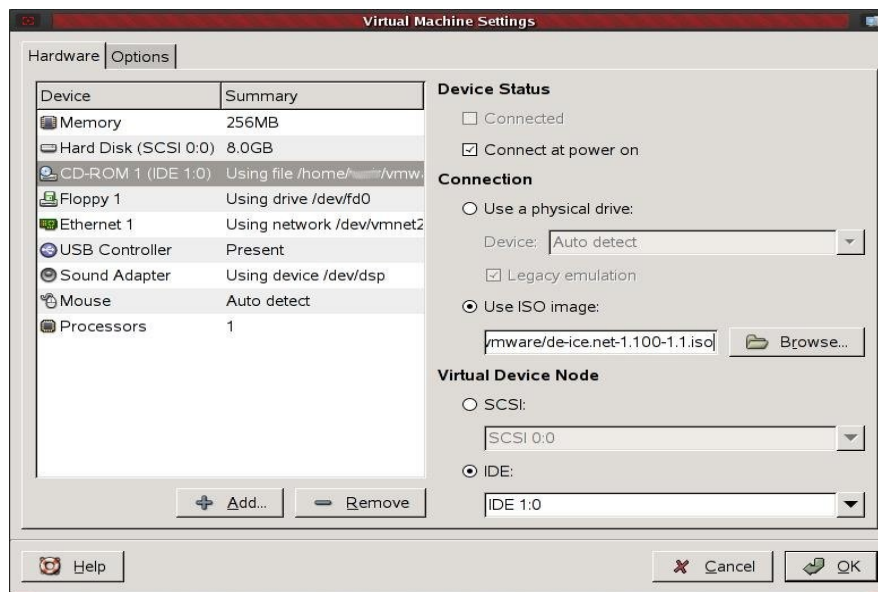 Virtual Machine Settings
Hardware Options
Device Summary
Memory 256MB
Hard Disk (SCSI 0:0) 8.0GB
CD-ROM 1 (IDE 1:0) Using file /home/ /vmw
Floppy 1 Using drive /dev/fd0
Ethernet 1 Using network /dev/vmnet2
USB Controller Present
Sound Adapter Using device /dev/dsp
Mouse Auto detect
Processors 1
Add... Remove
Device Status
Connected
Connect at power on
Connection
Use a physical drive:
Device: Auto detect
Legacy emulation
Use ISO image:
vmware/de-ice.net-1.100-1.1.iso Browse...
Virtual Device Node
SCSI:
SCSI 0:0
IDE:
IDE 1:0
Help Cancel OK